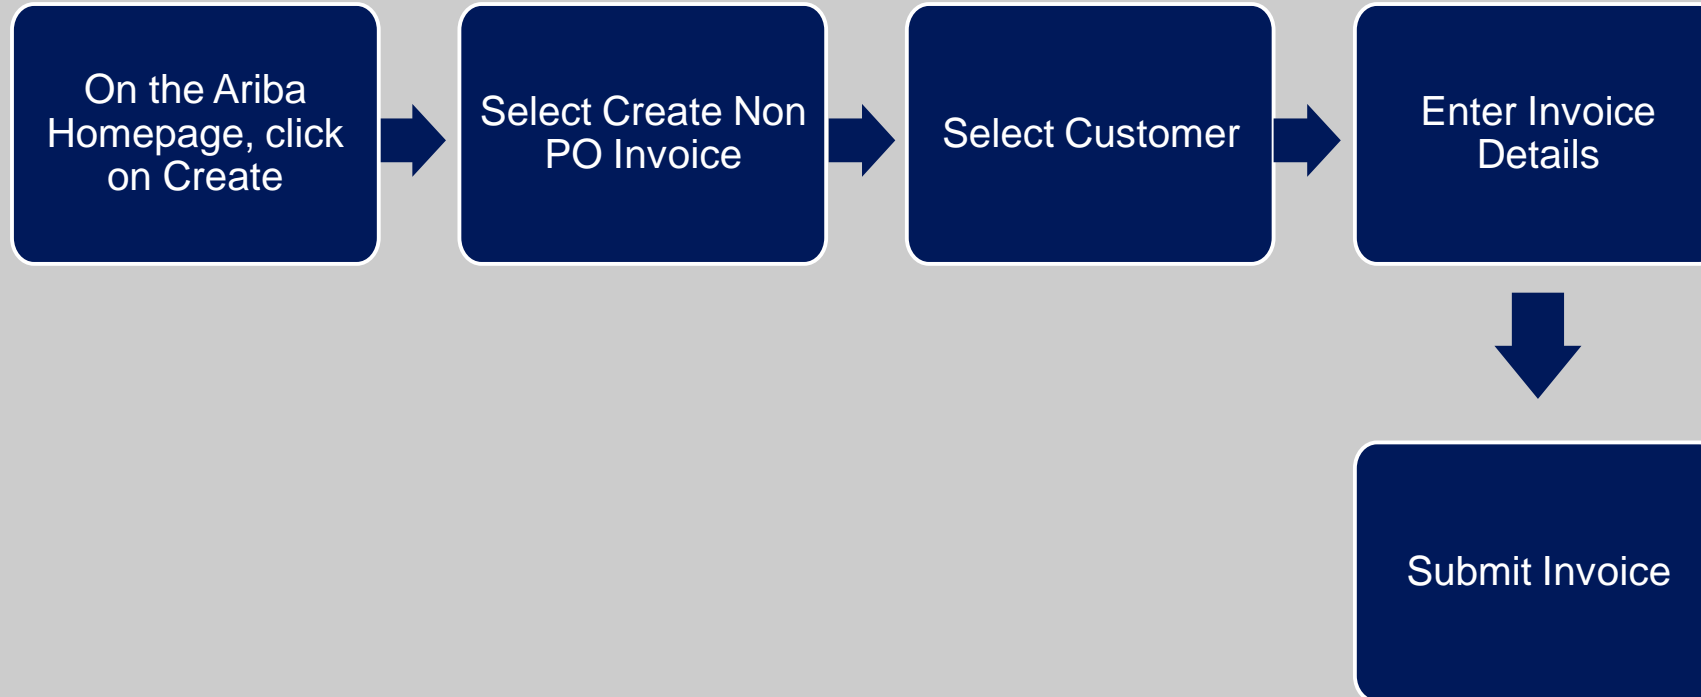 On the Ariba
Homepage, click
on Create
Select Create Non
PO Invoice
Select Customer
Enter Invoice
Details
Submit Invoice